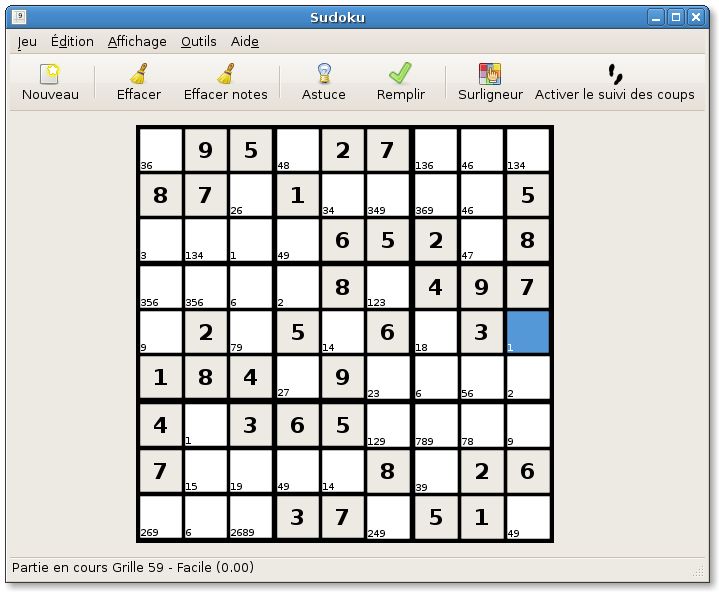 Sudoku
Jeu Édition Affichage Outils Aide
Nouveau Effacer Effacer notes Astuce Remplir Surligneur Activer le suivi des coups
36 9 5 48 2 7 136 46 134
8 7 26 1 34 349 369 46 5
3 134 1 49 6 5 2 47 8
356 356 6 2 8 123 4 9 7
9 2 79 5 14 6 18 3 1
1 8 4 27 9 23 6 56 2
4 1 3 6 5 129 789 78 9
7 15 19 49 14 8 39 2 6
269 6 2689 3 7 249 5 1 49
Partie en cours Grille 59 - Facile (0.00)